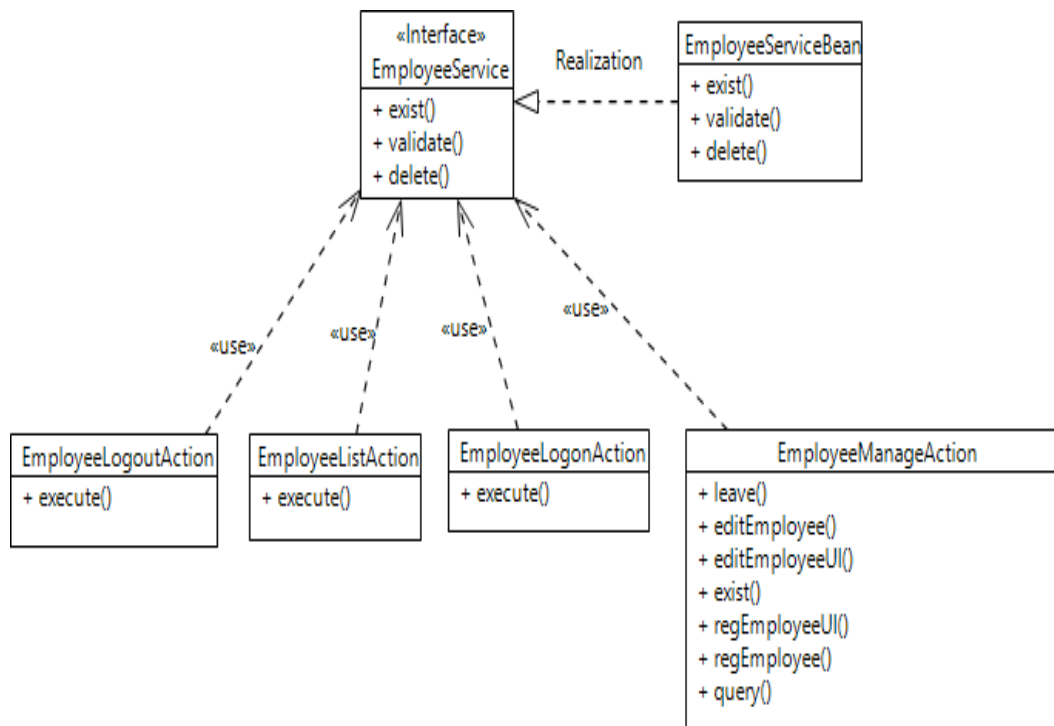 «Interface»
EmployeeService
+ exist()
+ validate()
+ delete()
Realization
EmployeeServiceBean
+ exist()
+ validate()
+ delete()
«use»
«use»
«use»
«use»
EmployeeLogoutAction
+ execute()
EmployeeListAction
+ execute()
EmployeeLogonAction
+ execute()
EmployeeManageAction
+ leave()
+ editEmployee()
+ editEmployeeUI()
+ exist()
+ regEmployeeUI()
+ regEmployee()
+ query()